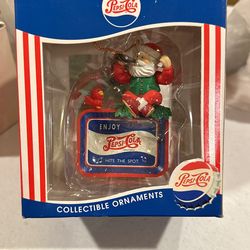 PEPSI-COLA
ENJOY
PEPSI-COLA
HITS THE SPOT
PEPSI-COLA
COLLECTIBLE ORNAMENTS